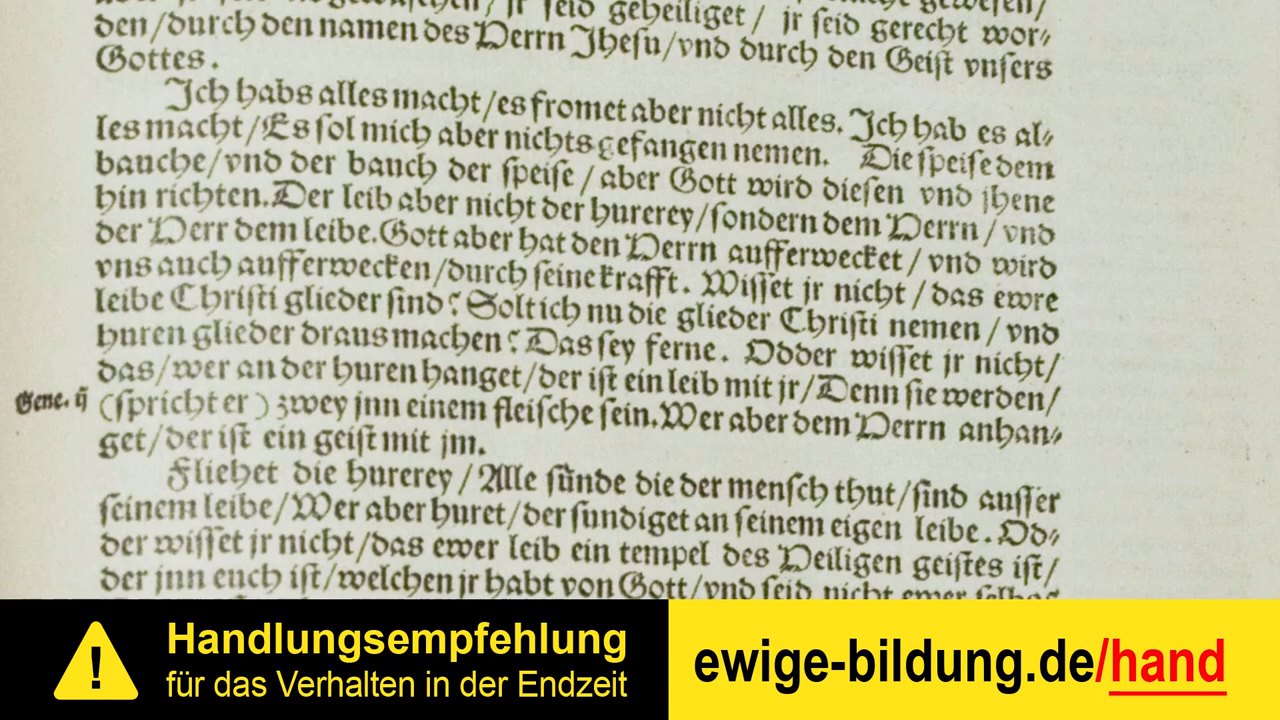 geheiliget / jr seid gerecht wor⸗
den/durch den namen des Herrn Jhesu/vnd durch den Geist vnsers
Gottes.
Jch habs alles macht/es fromet aber nicht alles. Jch hab es al⸗
les macht/Es sol mich aber nichts gefangen nemen. Die speise dem
bauche/vnd der bauch der speise / aber Gott wird diesen vnd jhene
hin richten. Der leib aber nicht der hurerey/sondern dem Herrn / vnd
der Herr dem leibe. Gott aber hat den Herrn aufferwecket / vnd wird
vns auch aufferwecken/durch seine krafft. Wisset jr nicht / das ewre
leibe Christi glieder sind? Solt ich nu die glieder Christi nemen / vnd
huren glieder draus machen? Das sey ferne. Odder wisset jr nicht/
das/wer an der huren hanget/der ist ein leib mit jr/Denn sie werden/
Gene. ij (spricht er) zwey jnn einem fleische sein. Wer aber dem Herrn anhan⸗
get/der ist ein geist mit jm.
Fliehet die hurerey / Alle sünde die der mensch thut/sind ausser
seinem leibe/Wer aber huret/der sundiget an seinem eigen leibe. Od⸗
der wisset jr nicht/das ewer leib ein tempel des Heiligen geistes ist/
der jnn euch ist/welchen jr habt von Gott/vnd seid nicht ewer selbs
! Handlungsempfehlung
für das Verhalten in der Endzeit
ewige-bildung.de/hand